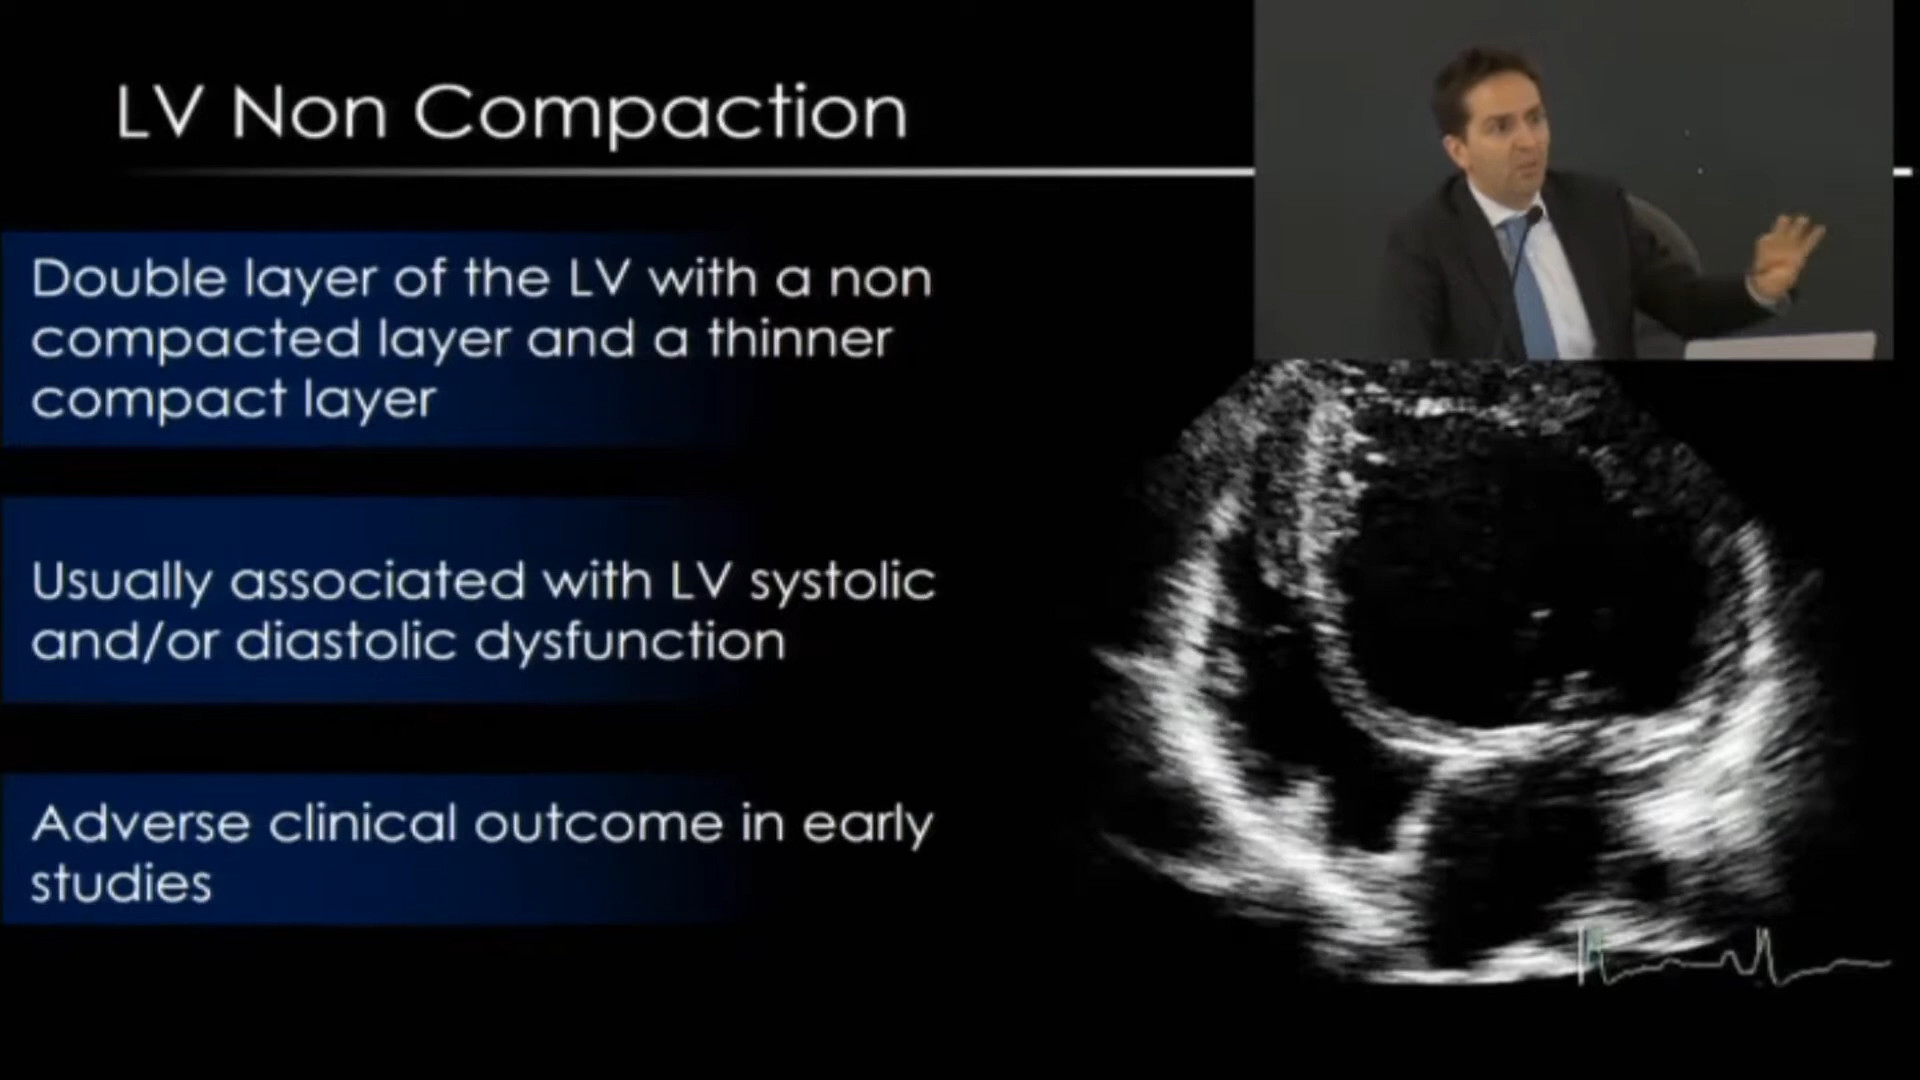 LV Non Compaction
Double layer of the LV with a non
compacted layer and a thinner
compact layer
Usually associated with LV systolic
and/or diastolic dysfunction
Adverse clinical outcome in early
studies